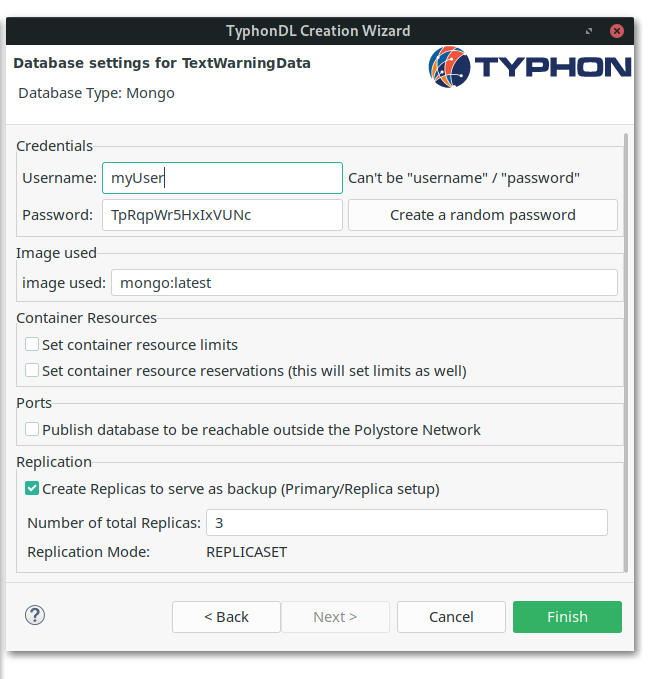 TyphonDL Creation Wizard
Database settings for TextWarningData
TYPHON
Database Type: Mongo
Credentials
Username: myUser Can't be "username" / "password"
Password: TpRqpWr5HxIxVUNc Create a random password
Image used
image used: mongo:latest
Container Resources
Set container resource limits
Set container resource reservations (this will set limits as well)
Ports
Publish database to be reachable outside the Polystore Network
Replication
Create Replicas to serve as backup (Primary/Replica setup)
Number of total Replicas: 3
Replication Mode: REPLICASET
? < Back Next > Cancel Finish